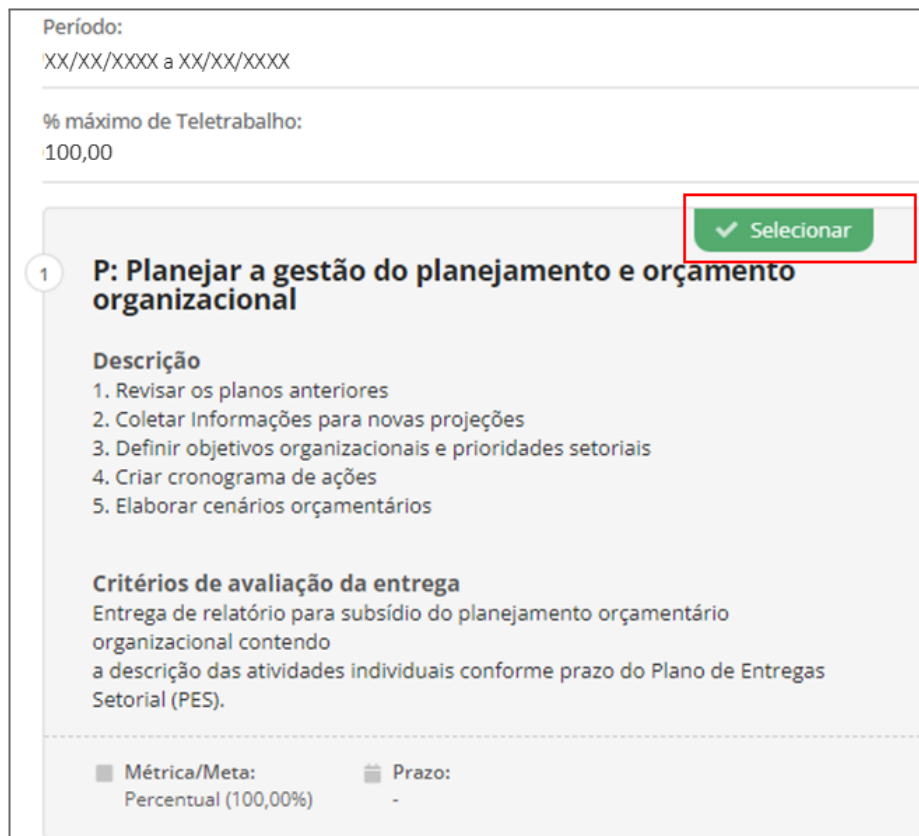 Período:
XX/XX/XXXX a XX/XX/XXXX
% máximo de Teletrabalho:
100,00
Selecionar
1
P: Planejar a gestão do planejamento e orçamento
organizacional
Descrição
1. Revisar os planos anteriores
2. Coletar Informações para novas projeções
3. Definir objetivos organizacionais e prioridades setoriais
4. Criar cronograma de ações
5. Elaborar cenários orçamentários
Critérios de avaliação da entrega
Entrega de relatório para subsídio do planejamento orçamentário
organizacional contendo
a descrição das atividades individuais conforme prazo do Plano de Entregas
Setorial (PES).
Métrica/Meta: Prazo:
Percentual (100,00%) -